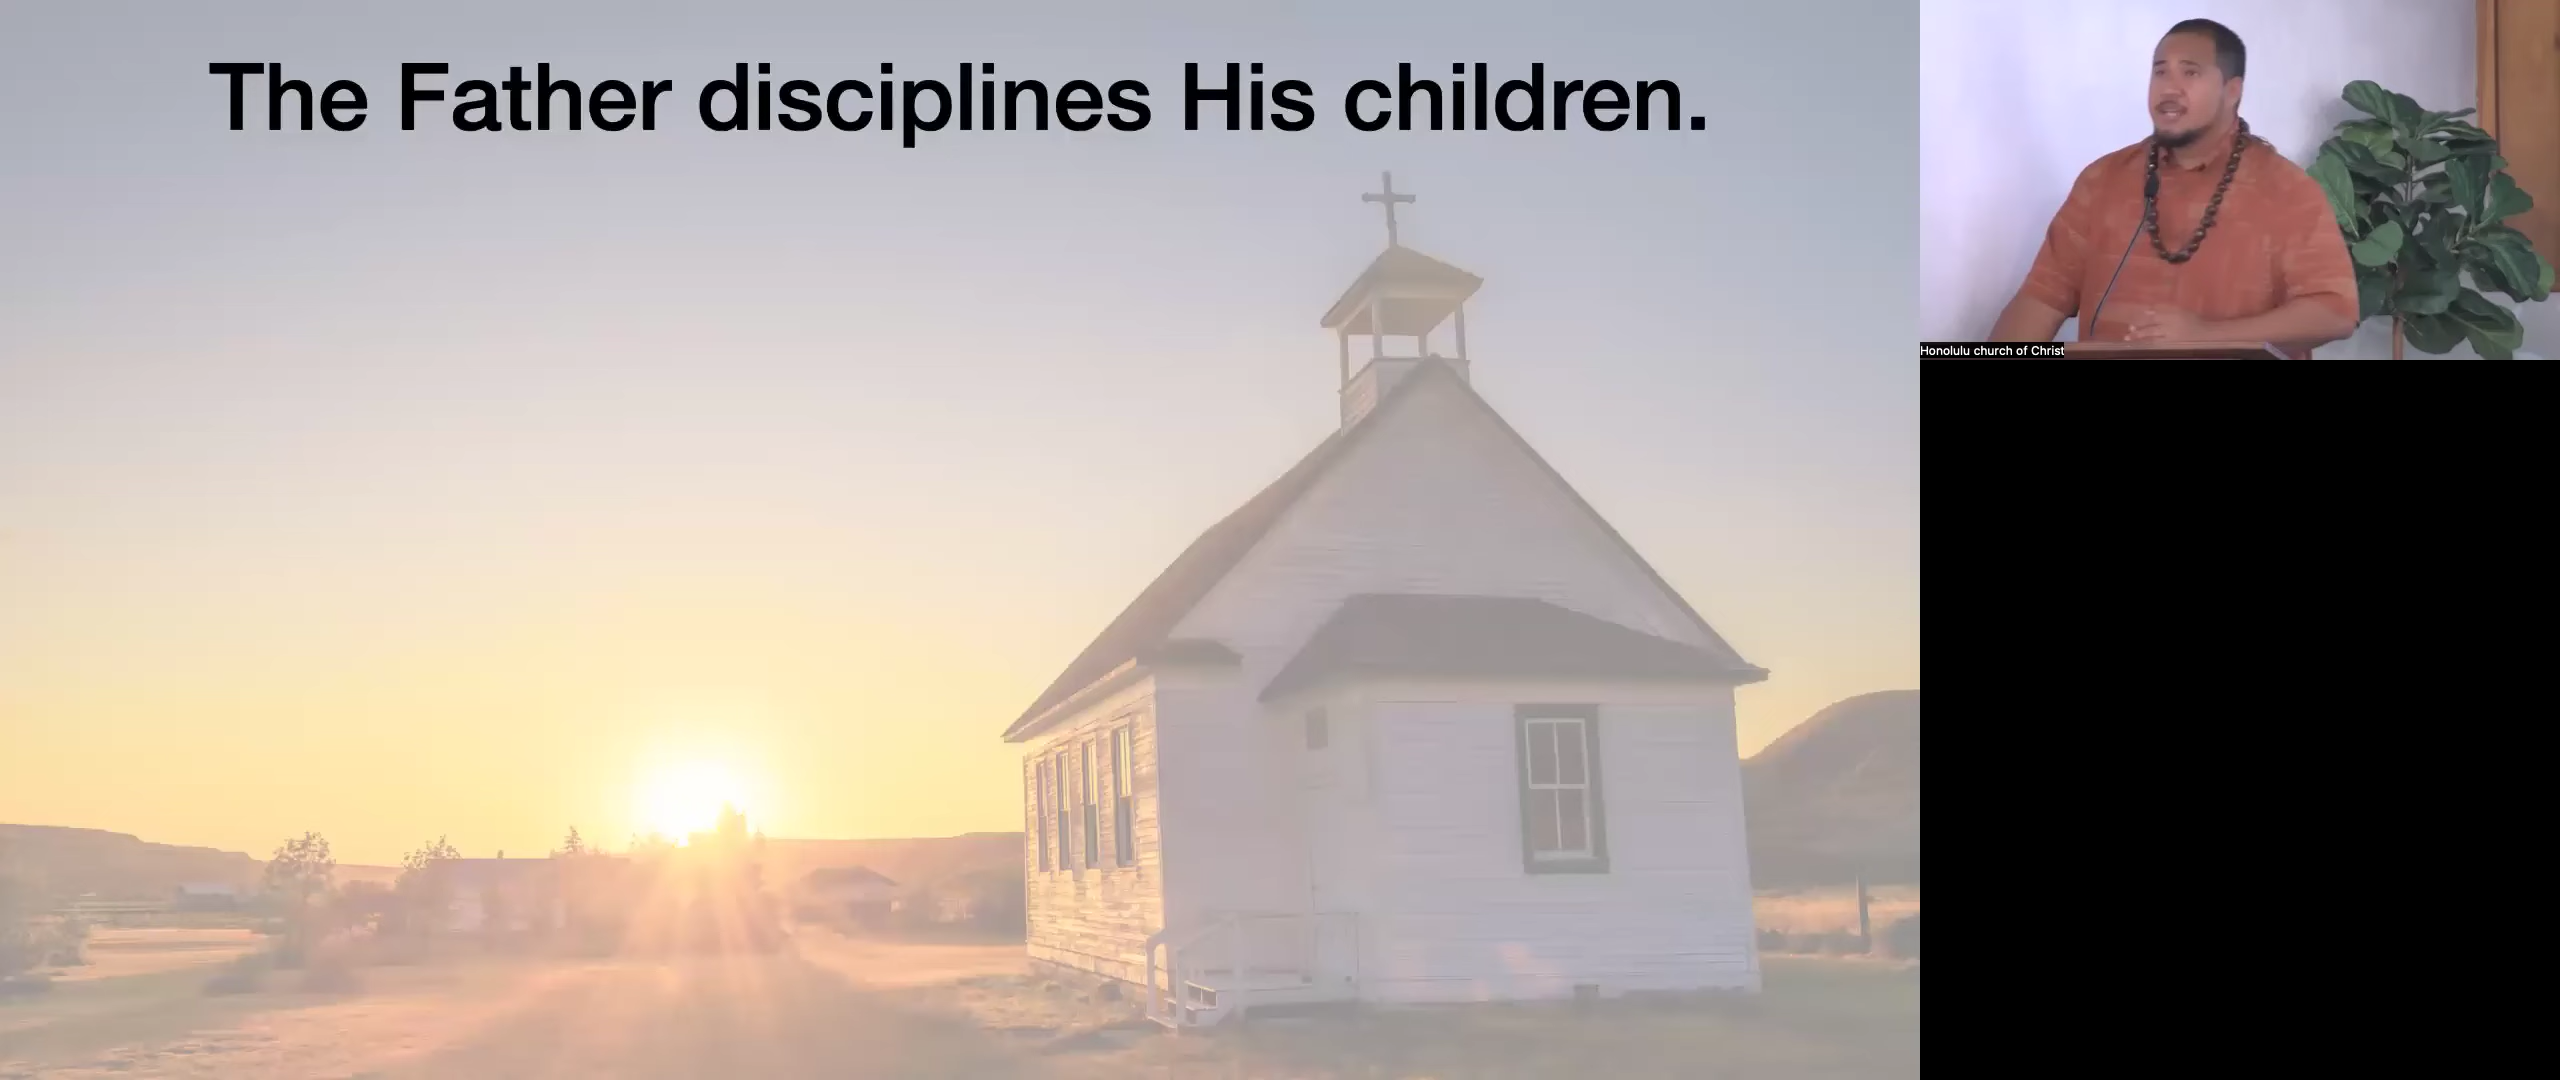 The Father disciplines His children.
Honolulu church of Christ